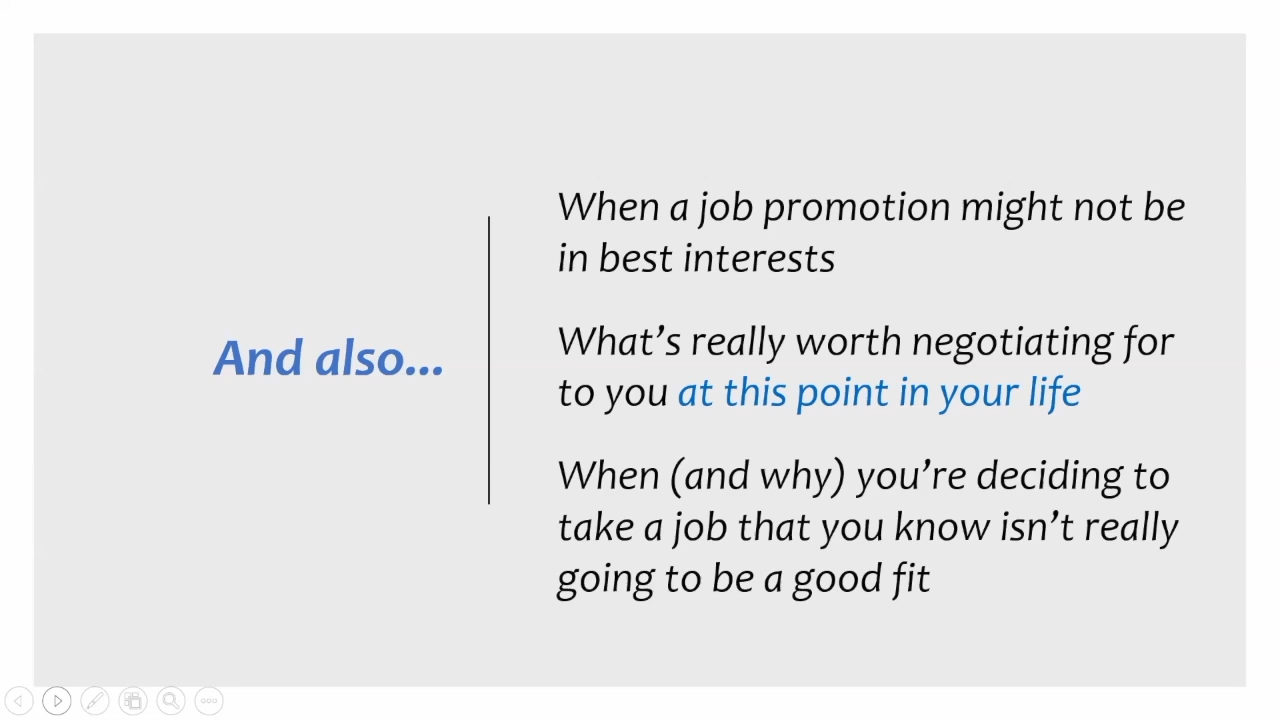 And also...
When a job promotion might not be
in best interests
What’s really worth negotiating for
to you at this point in your life
When (and why) you’re deciding to
take a job that you know isn’t really
going to be a good fit